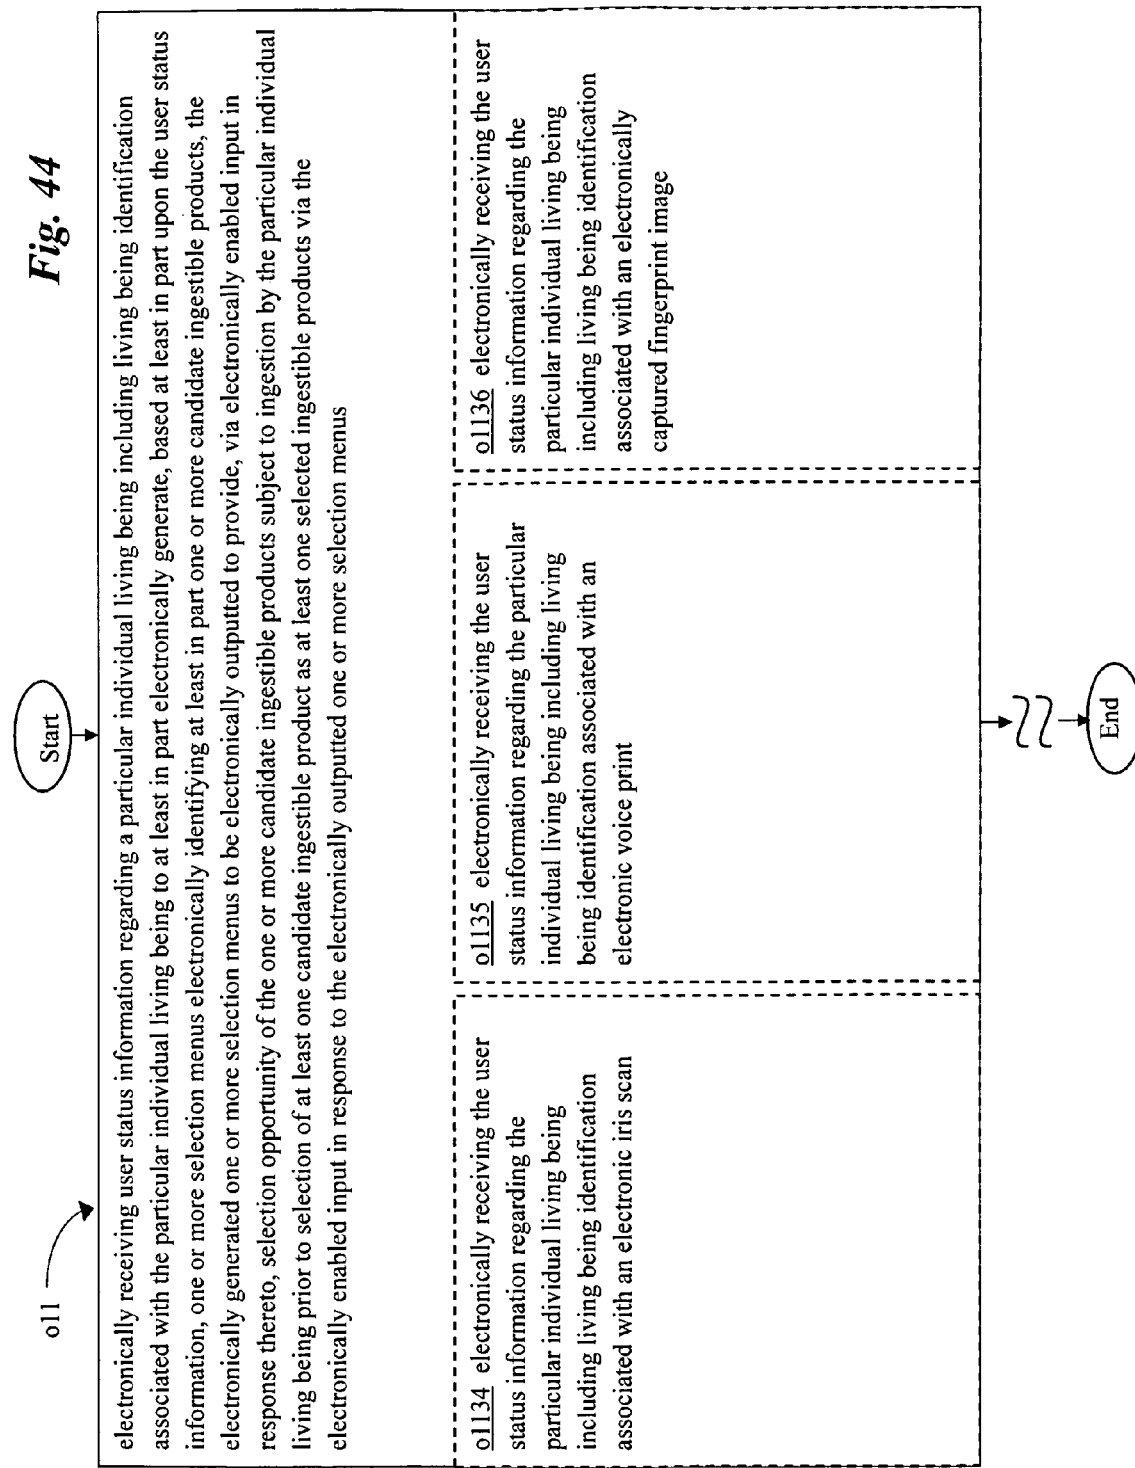 Fig. 44
Start
o11
electronically receiving user status information regarding a particular individual living being including living being identification
associated with the particular individual living being to at least in part electronically generate, based at least in part upon the user status
information, one or more selection menus electronically identifying at least in part one or more candidate ingestible products, the
electronically generated one or more selection menus to be electronically outputted to provide, via electronically enabled input in
response thereto, selection opportunity of the one or more candidate ingestible products subject to ingestion by the particular individual
living being prior to selection of at least one candidate ingestible product as at least one selected ingestible products via the
electronically enabled input in response to the electronically outputted one or more selection menus
o1134 electronically receiving the user
status information regarding the
particular individual living being
including living being identification
associated with an electronic iris scan
o1135 electronically receiving the user
status information regarding the particular
individual living being including living
being identification associated with an
electronic voice print
o1136 electronically receiving the user
status information regarding the
particular individual living being
including living being identification
associated with an electronically
captured fingerprint image
End